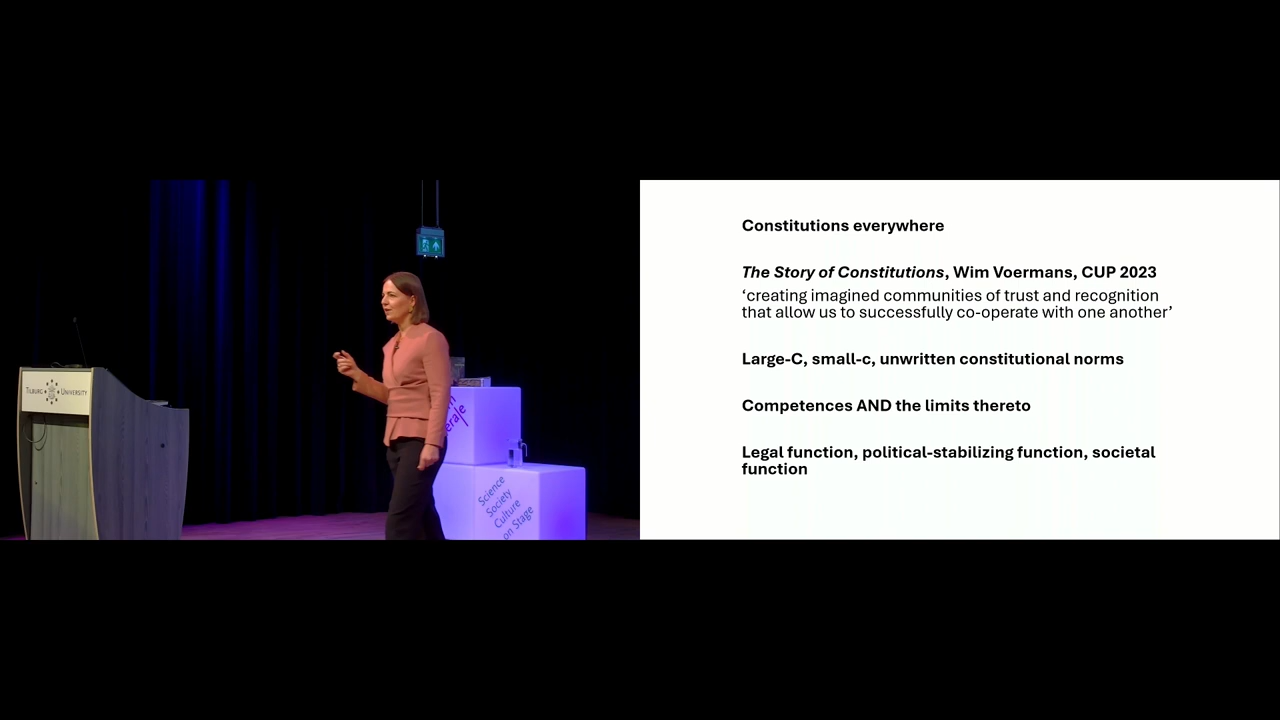 TILBURG UNIVERSITY
Science
Society
Culture
on Stage
Constitutions everywhere
The Story of Constitutions, Wim Voermans, CUP 2023
‘creating imagined communities of trust and recognition
that allow us to successfully co-operate with one another’
Large-C, small-c, unwritten constitutional norms
Competences AND the limits thereto
Legal function, political-stabilizing function, societal
function